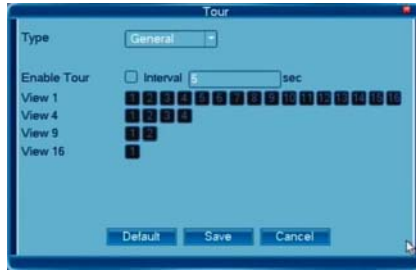 Tour
Type General
Enable Tour Interval 5 sec
View 1 1 2 3 4 5 6 7 8 9 10 11 12 13 14 15 16
View 4 1 2 3 4
View 9 1 2
View 16 1
Default Save Cancel